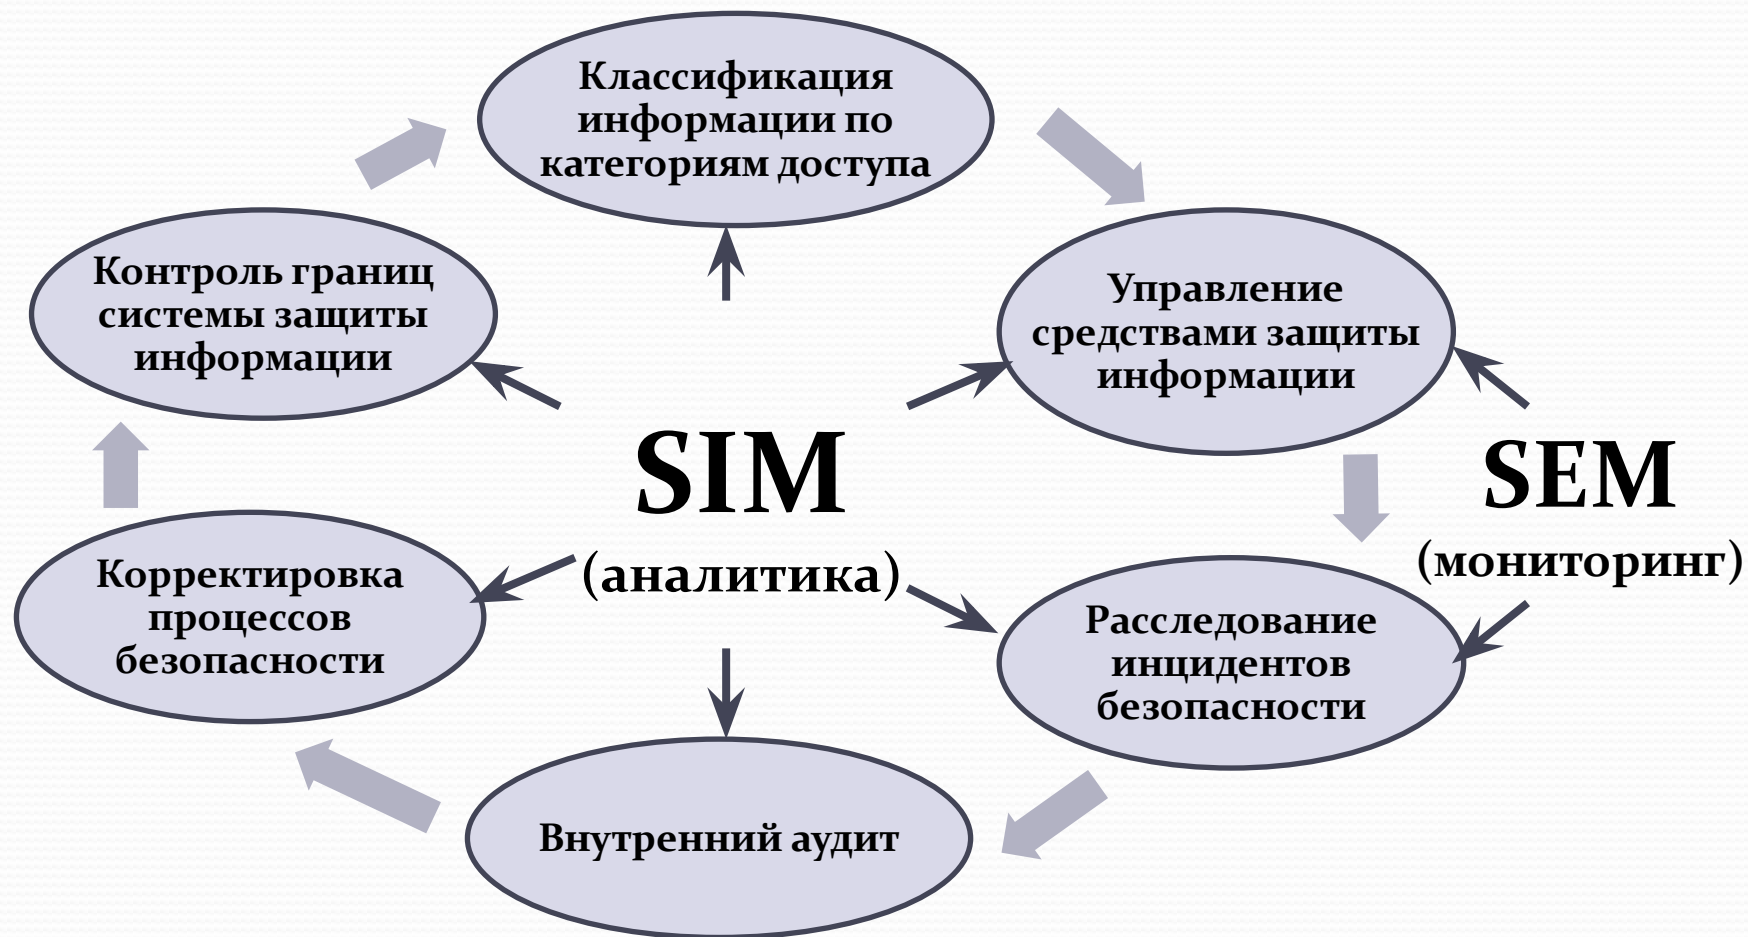 Классификация
информации по
категориям доступа
Контроль границ
системы защиты
информации
Управление
средствами защиты
информации
SIM
(аналитика)
SEM
(мониторинг)
Корректировка
процессов
безопасности
Расследование
инцидентов
безопасности
Внутренний аудит